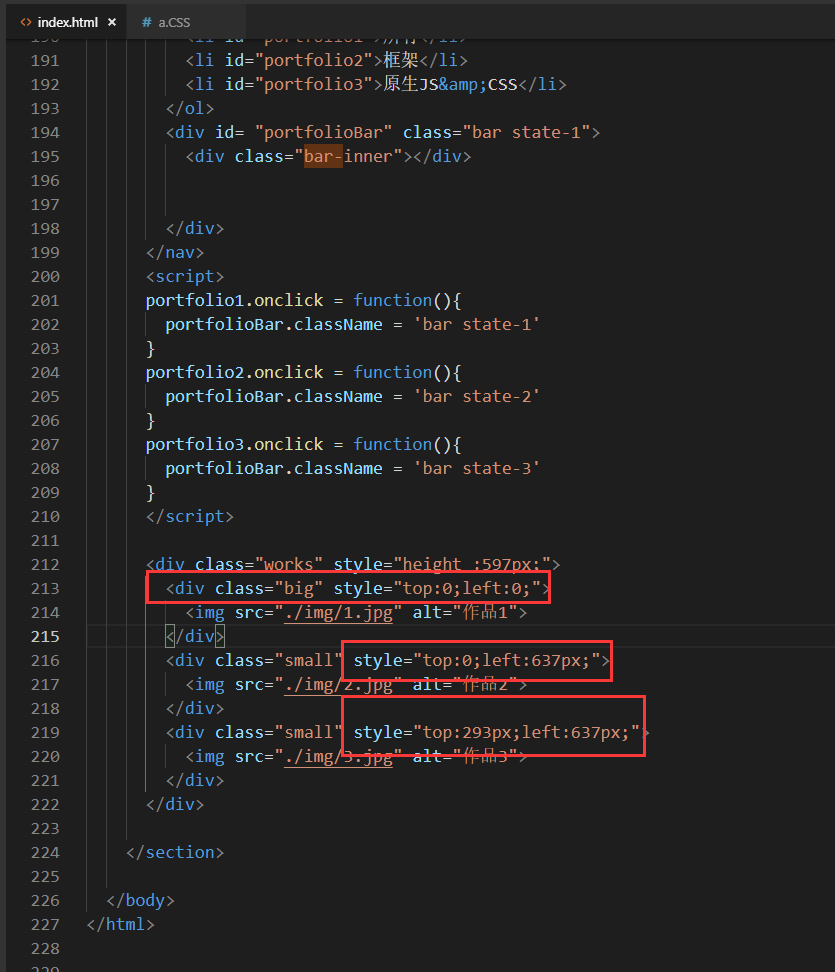 index.html ×
# a.CSS
191 <li id="portfolio2">框架</li>
192 <li id="portfolio3">原生JS&amp;CSS</li>
193 </ol>
194 <div id= "portfolioBar" class="bar state-1">
195 <div class="bar-inner"></div>
196
197
198 </div>
199 </nav>
200 <script>
201 portfolio1.onclick = function(){
202 portfolioBar.className = 'bar state-1'
203 }
204 portfolio2.onclick = function(){
205 portfolioBar.className = 'bar state-2'
206 }
207 portfolio3.onclick = function(){
208 portfolioBar.className = 'bar state-3'
209 }
210 </script>
211
212 <div class="works" style="height :597px;">
213 <div class="big" style="top:0;left:0;">
214 <img src="./img/1.jpg" alt="作品1">
215 </div>
216 <div class="small" style="top:0;left:637px;">
217 <img src="./img/2.jpg" alt="作品2">
218 </div>
219 <div class="small" style="top:293px;left:637px;">
220 <img src="./img/3.jpg" alt="作品3">
221 </div>
222 </div>
223
224 </section>
225
226 </body>
227 </html>
228